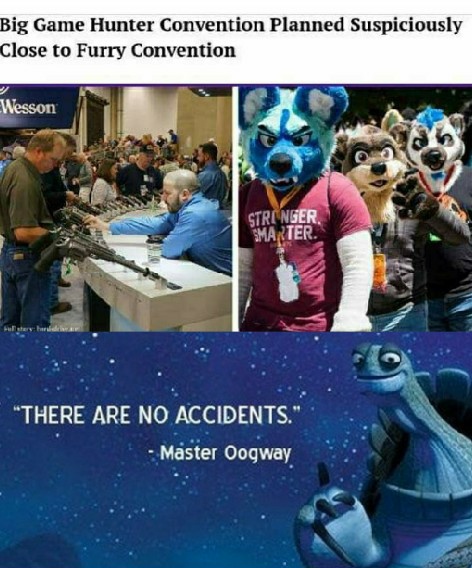 Big Game Hunter Convention Planned Suspiciously
Close to Furry Convention
Wesson
STRONGER.
SMARTER.
"THERE ARE NO ACCIDENTS."
- Master Oogway